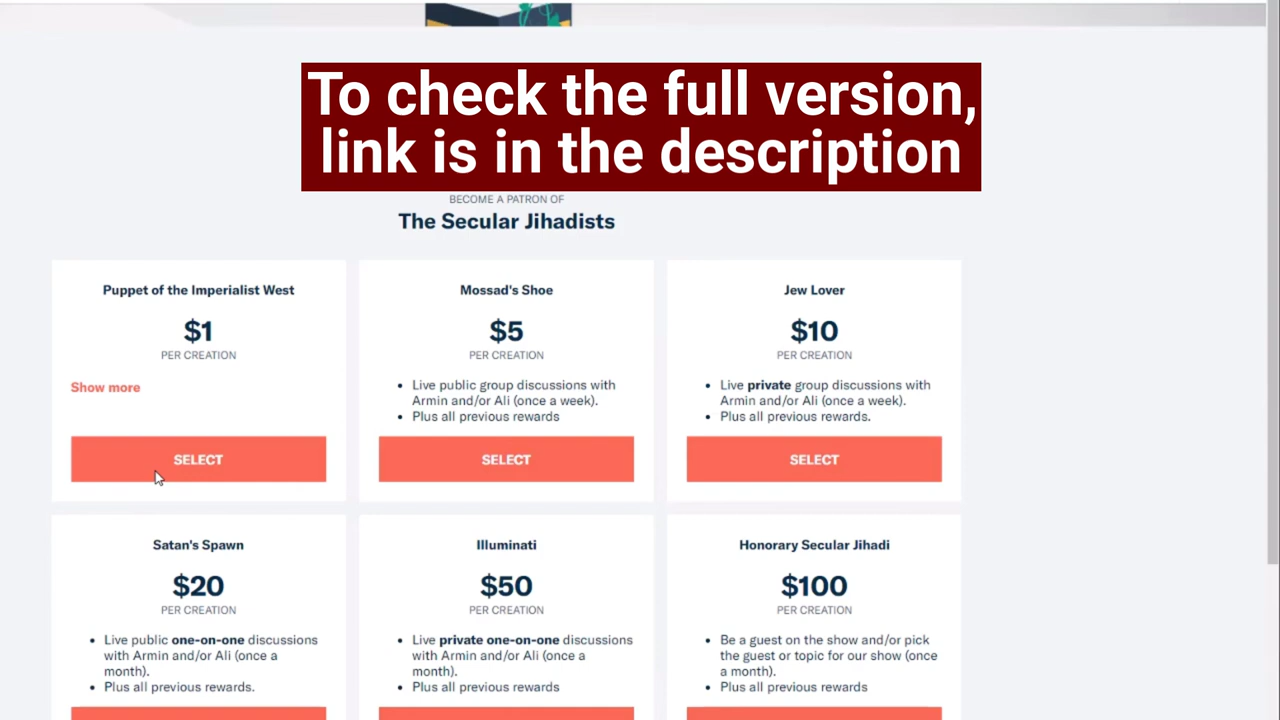 To check the full version,
link is in the description
BECOME A PATRON OF
The Secular Jihadists
Puppet of the Imperialist West
$1
PER CREATION
Show more
SELECT
Mossad's Shoe
$5
PER CREATION
• Live public group discussions with
Armin and/or Ali (once a week).
• Plus all previous rewards
SELECT
Jew Lover
$10
PER CREATION
• Live private group discussions with
Armin and/or Ali (once a week).
• Plus all previous rewards.
SELECT
Satan's Spawn
$20
PER CREATION
• Live public one-on-one discussions
with Armin and/or Ali (once a
month).
• Plus all previous rewards.
Illuminati
$50
PER CREATION
• Live private one-on-one discussions
with Armin and/or Ali (once a
month).
• Plus all previous rewards
Honorary Secular Jihadi
$100
PER CREATION
• Be a guest on the show and/or pick
the guest or topic for our show (once
a month).
• Plus all previous rewards